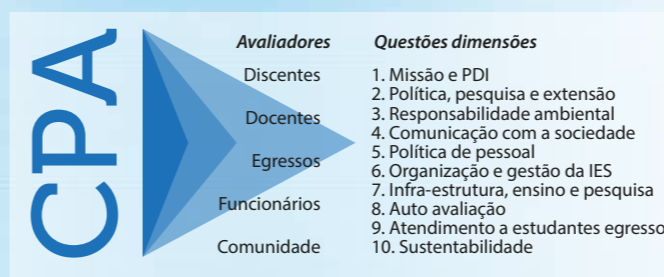 CPA
Avaliadores
Discentes
Docentes
Egressos
Funcionários
Comunidade
Questões dimensões
1. Missão e PDI
2. Política, pesquisa e extensão
3. Responsabilidade ambiental
4. Comunicação com a sociedade
5. Política de pessoal
6. Organização e gestão da IES
7. Infra-estrutura, ensino e pesquisa
8. Auto avaliação
9. Atendimento a estudantes egresso
10. Sustentabilidade